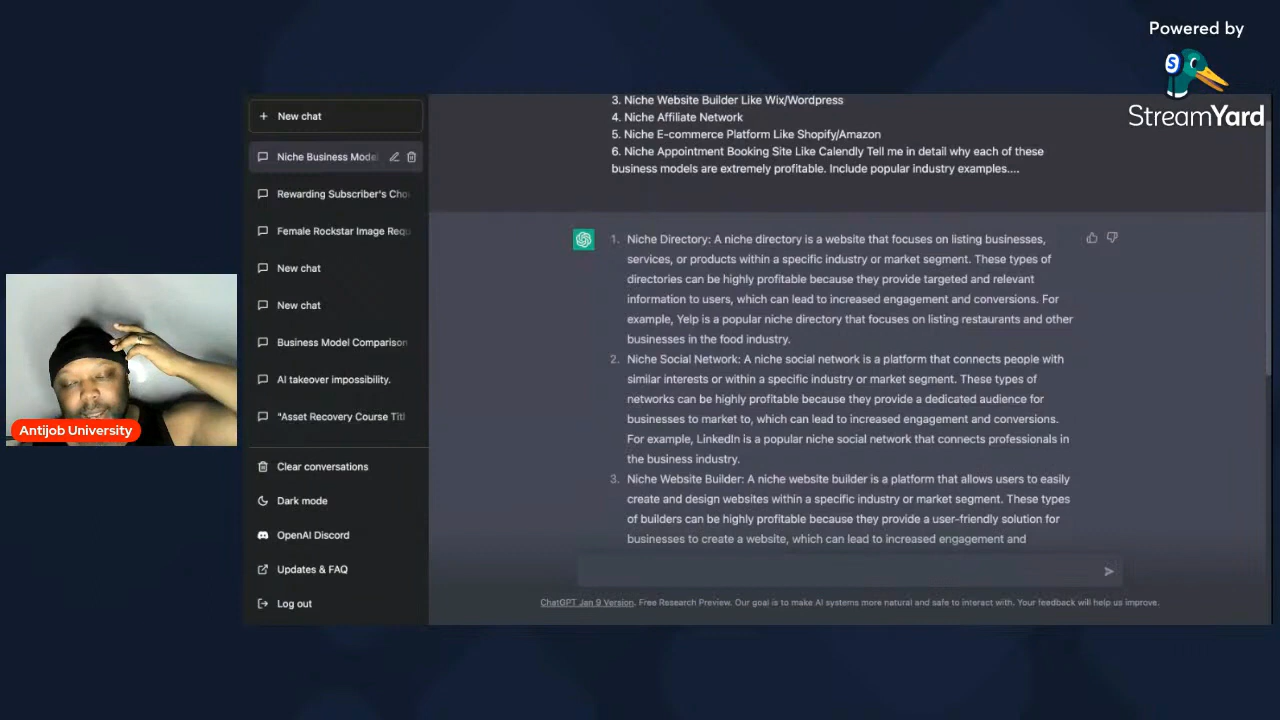 Powered by
StreamYard
New chat
Niche Business Model
Rewarding Subscriber's Cho
Female Rockstar Image Requ
New chat
New chat
Business Model Comparison
AI takeover impossibility.
"Asset Recovery Course Titl
Clear conversations
Dark mode
OpenAI Discord
Updates & FAQ
Log out
3. Niche Website Builder Like Wix/Wordpress
4. Niche Affiliate Network
5. Niche E-commerce Platform Like Shopify/Amazon
6. Niche Appointment Booking Site Like Calendly Tell me in detail why each of these
business models are extremely profitable. Include popular industry examples....
1. Niche Directory: A niche directory is a website that focuses on listing businesses,
services, or products within a specific industry or market segment. These types of
directories can be highly profitable because they provide targeted and relevant
information to users, which can lead to increased engagement and conversions. For
example, Yelp is a popular niche directory that focuses on listing restaurants and other
businesses in the food industry.
2. Niche Social Network: A niche social network is a platform that connects people with
similar interests or within a specific industry or market segment. These types of
networks can be highly profitable because they provide a dedicated audience for
businesses to market to, which can lead to increased engagement and conversions.
For example, LinkedIn is a popular niche social network that connects professionals in
the business industry.
3. Niche Website Builder: A niche website builder is a platform that allows users to easily
create and design websites within a specific industry or market segment. These types
of builders can be highly profitable because they provide a user-friendly solution for
businesses to create a website, which can lead to increased engagement and
ChatGPT Jan 9 Version. Free Research Preview. Our goal is to make AI systems more natural and safe to interact with. Your feedback will help us improve.
Antijob University